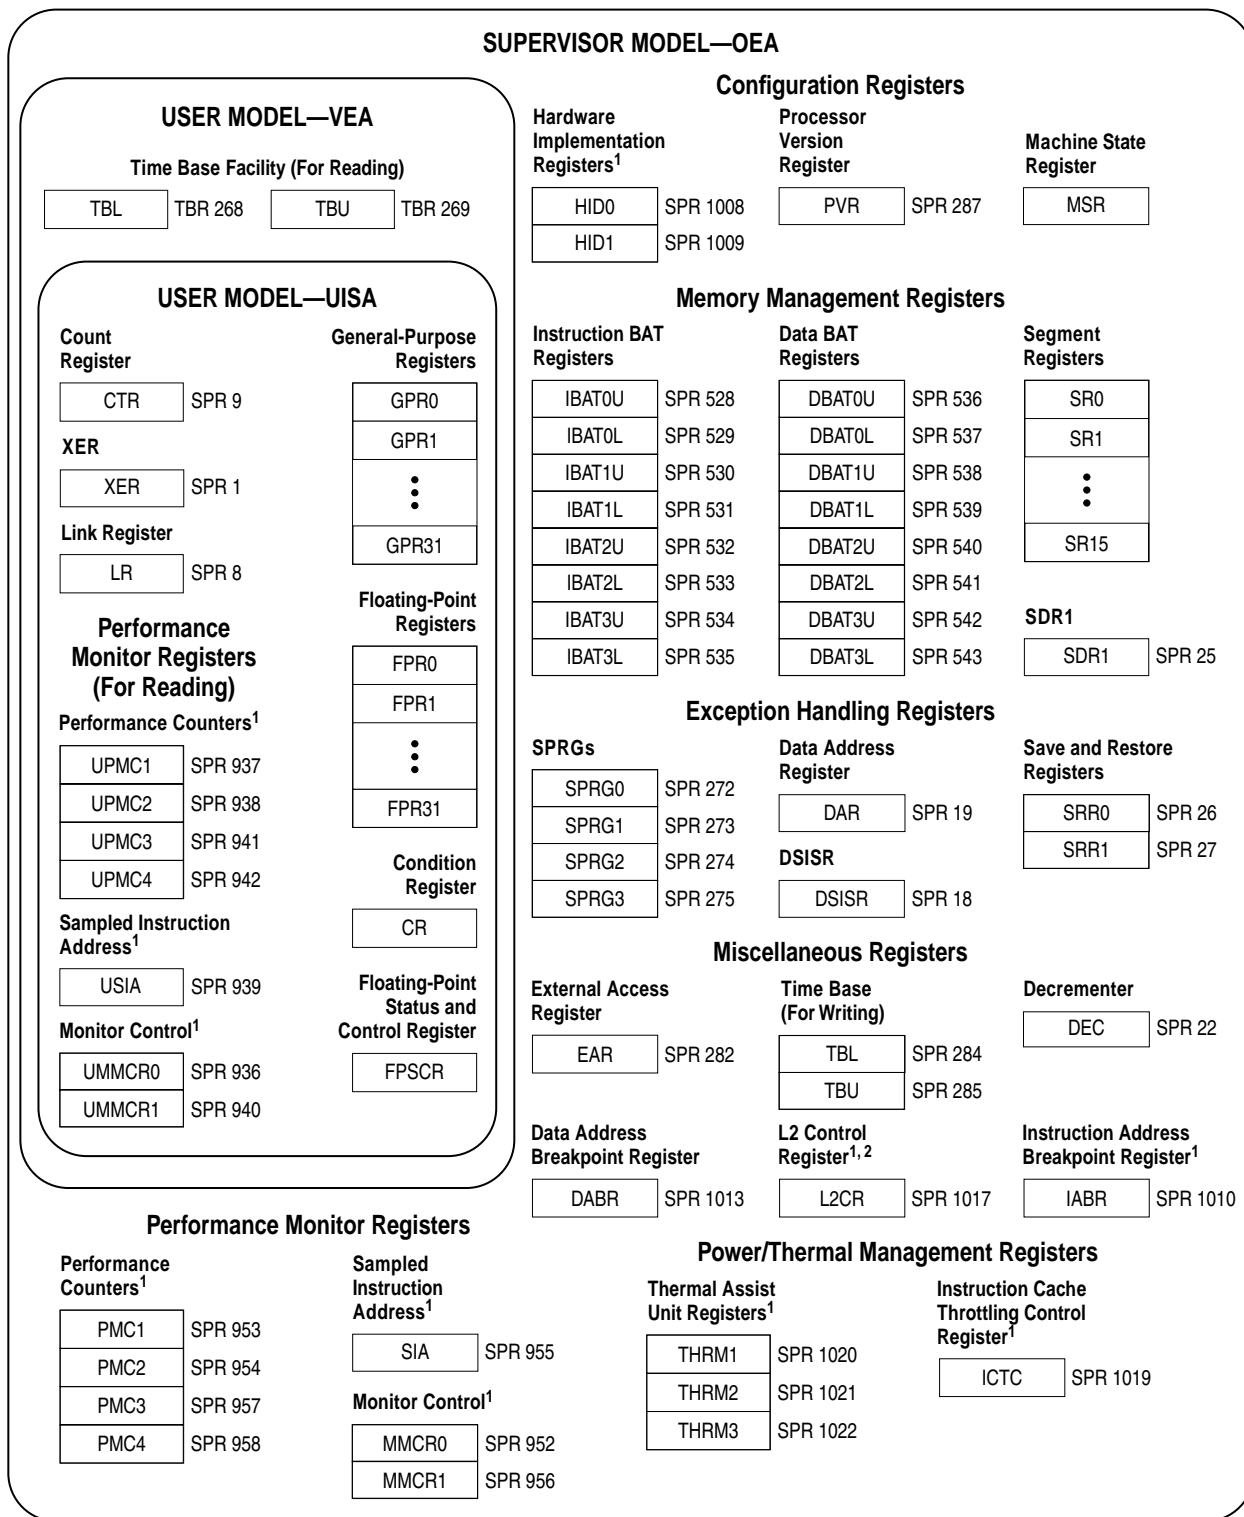 SUPERVISOR MODEL—OEA
USER MODEL—VEA
Time Base Facility (For Reading)
TBL TBR 268 TBU TBR 269
USER MODEL—UISA
Count
Register
CTR SPR 9
XER
XER SPR 1
Link Register
LR SPR 8
Performance
Monitor Registers
(For Reading)
Performance Counters1
UPMC1 SPR 937
UPMC2 SPR 938
UPMC3 SPR 941
UPMC4 SPR 942
Sampled Instruction
Address1
USIA SPR 939
Monitor Control1
UMMCR0 SPR 936
UMMCR1 SPR 940
General-Purpose
Registers
GPR0
GPR1
GPR31
Floating-Point
Registers
FPR0
FPR1
FPR31
Condition
Register
CR
Floating-Point
Status and
Control Register
FPSCR
Configuration Registers
Hardware
Implementation
Registers1
HID0 SPR 1008
HID1 SPR 1009
Processor
Version
Register
PVR SPR 287
Machine State
Register
MSR
Memory Management Registers
Instruction BAT
Registers
IBAT0U SPR 528
IBAT0L SPR 529
IBAT1U SPR 530
IBAT1L SPR 531
IBAT2U SPR 532
IBAT2L SPR 533
IBAT3U SPR 534
IBAT3L SPR 535
Data BAT
Registers
DBAT0U SPR 536
DBAT0L SPR 537
DBAT1U SPR 538
DBAT1L SPR 539
DBAT2U SPR 540
DBAT2L SPR 541
DBAT3U SPR 542
DBAT3L SPR 543
Segment
Registers
SR0
SR1
SR15
SDR1
SDR1 SPR 25
Exception Handling Registers
SPRGs
SPRG0 SPR 272
SPRG1 SPR 273
SPRG2 SPR 274
SPRG3 SPR 275
Data Address
Register
DAR SPR 19
DSISR
DSISR SPR 18
Save and Restore
Registers
SRR0 SPR 26
SRR1 SPR 27
Miscellaneous Registers
External Access
Register
EAR SPR 282
Time Base
(For Writing)
TBL SPR 284
TBU SPR 285
Decrementer
DEC SPR 22
Data Address
Breakpoint Register
DABR SPR 1013
L2 Control
Register1, 2
L2CR SPR 1017
Instruction Address
Breakpoint Register1
IABR SPR 1010
Performance Monitor Registers
Performance
Counters1
PMC1 SPR 953
PMC2 SPR 954
PMC3 SPR 957
PMC4 SPR 958
Sampled
Instruction
Address1
SIA SPR 955
Monitor Control1
MMCR0 SPR 952
MMCR1 SPR 956
Power/Thermal Management Registers
Thermal Assist
Unit Registers1
THRM1 SPR 1020
THRM2 SPR 1021
THRM3 SPR 1022
Instruction Cache
Throttling Control
Register1
ICTC SPR 1019